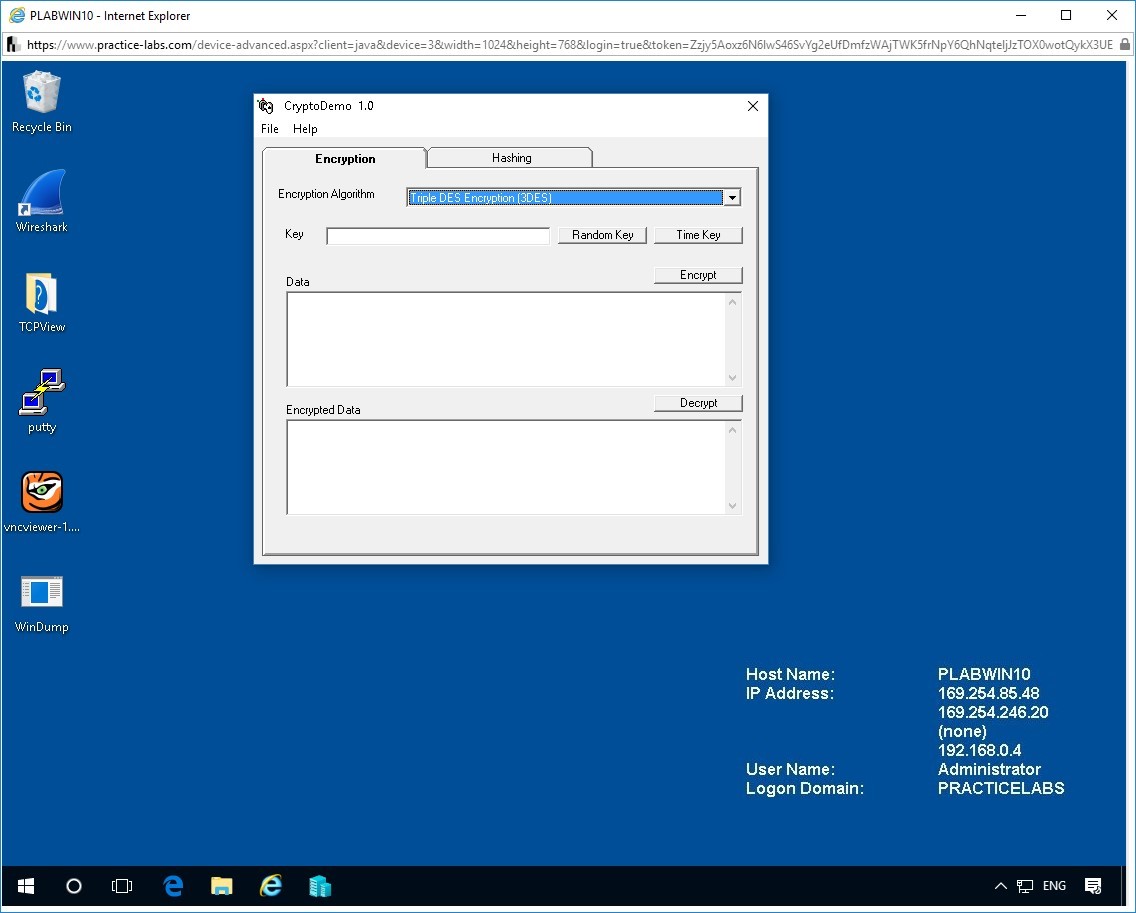 PLABWIN10 - Internet Explorer
https://www.practice-labs.com/device-advanced.aspx?client=java&device=3&width=1024&height=768&login=true&token=Zzjy5Aoxz6N6IwS46SvYg2eUfDmfzWAjTWK5frNpY6QhNqteIjJzTOX0wotQykX3UE
Recycle Bin
Wireshark
TCPView
putty
vncviewer-1....
WinDump
CryptoDemo 1.0
File Help
Encryption Hashing
Encryption Algorithm Triple DES Encryption (3DES)
Key Random Key Time Key
Encrypt
Data
Decrypt
Encrypted Data
Host Name: PLABWIN10
IP Address: 169.254.85.48
169.254.246.20
(none)
192.168.0.4
User Name: Administrator
Logon Domain: PRACTICELABS
ENG